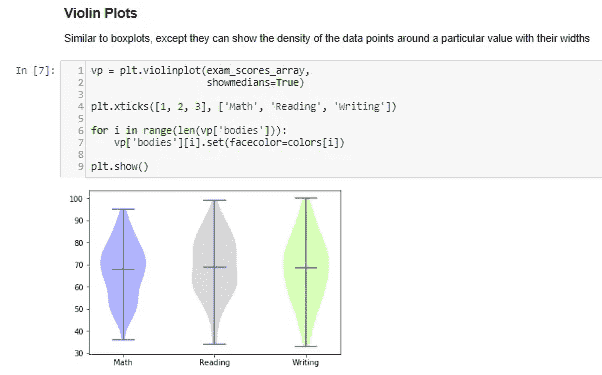 Violin Plots
Similar to boxplots, except they can show the density of the data points around a particular value with their widths
In [7]:
1 vp = plt.violinplot(exam_scores_array,
2 showmedians=True)
3
4 plt.xticks([1, 2, 3], ['Math', 'Reading', 'Writing'])
5
6 for i in range(len(vp['bodies'])):
7 vp['bodies'][i].set(facecolor=colors[i])
8
9 plt.show()
100
90
80
70
60
50
40
30
Math Reading Writing